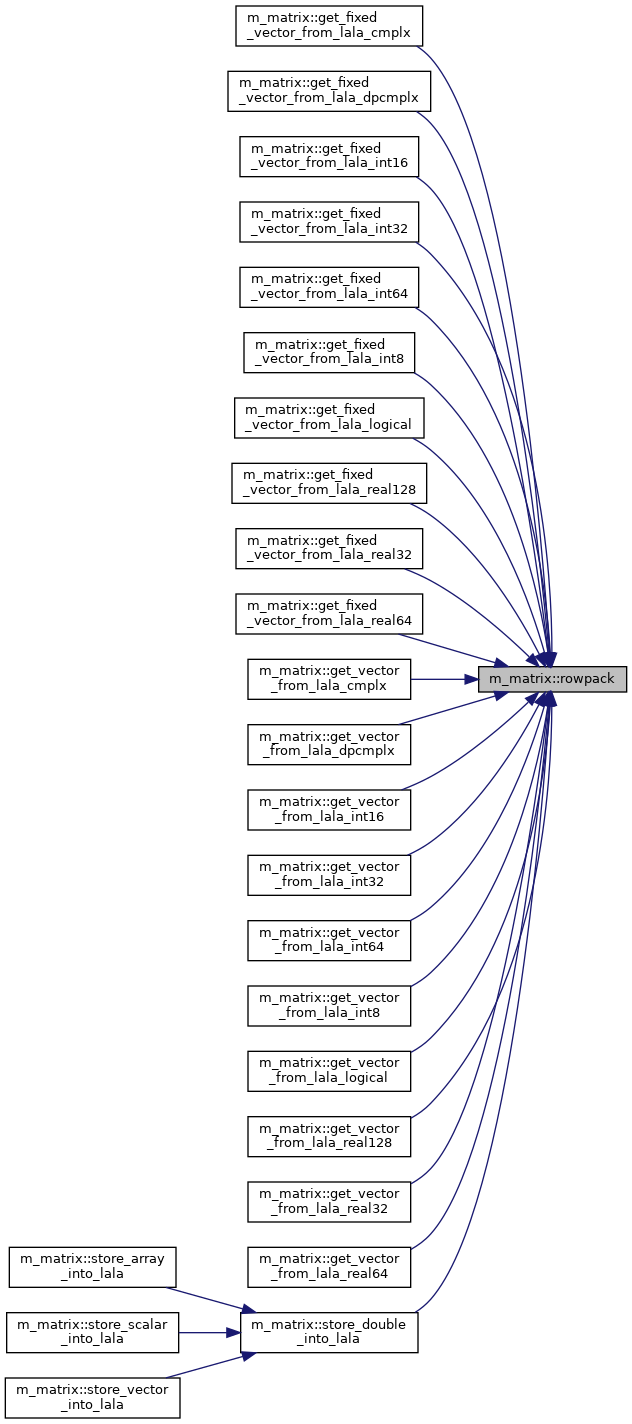 m_matrix::get_fixed
_vector_from_lala_cmplx
m_matrix::get_fixed
_vector_from_lala_dpcmplx
m_matrix::get_fixed
_vector_from_lala_int16
m_matrix::get_fixed
_vector_from_lala_int32
m_matrix::get_fixed
_vector_from_lala_int64
m_matrix::get_fixed
_vector_from_lala_int8
m_matrix::get_fixed
_vector_from_lala_logical
m_matrix::get_fixed
_vector_from_lala_real128
m_matrix::get_fixed
_vector_from_lala_real32
m_matrix::get_fixed
_vector_from_lala_real64
m_matrix::get_vector
_from_lala_cmplx
m_matrix::rowpack
m_matrix::get_vector
_from_lala_dpcmplx
m_matrix::get_vector
_from_lala_int16
m_matrix::get_vector
_from_lala_int32
m_matrix::get_vector
_from_lala_int64
m_matrix::get_vector
_from_lala_int8
m_matrix::get_vector
_from_lala_logical
m_matrix::get_vector
_from_lala_real128
m_matrix::get_vector
_from_lala_real32
m_matrix::get_vector
_from_lala_real64
m_matrix::store_array
_into_lala
m_matrix::store_scalar
_into_lala
m_matrix::store_double
_into_lala
m_matrix::store_vector
_into_lala